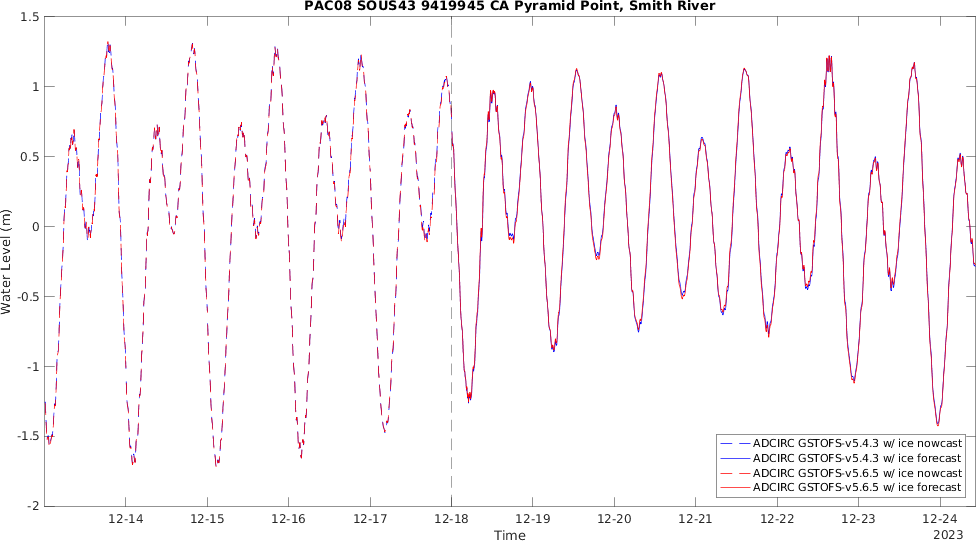 PAC08 SOUS43 9419945 CA Pyramid Point, Smith River
1.5
1
0.5
0
-0.5
-1
-1.5
-2
Water Level (m)
12-14 12-15 12-16 12-17 12-18 12-19 12-20 12-21 12-22 12-23 12-24
Time
2023
ADCIRC GSTOFS-v5.4.3 w/ ice nowcast
ADCIRC GSTOFS-v5.4.3 w/ ice forecast
ADCIRC GSTOFS-v5.6.5 w/ ice nowcast
ADCIRC GSTOFS-v5.6.5 w/ ice forecast